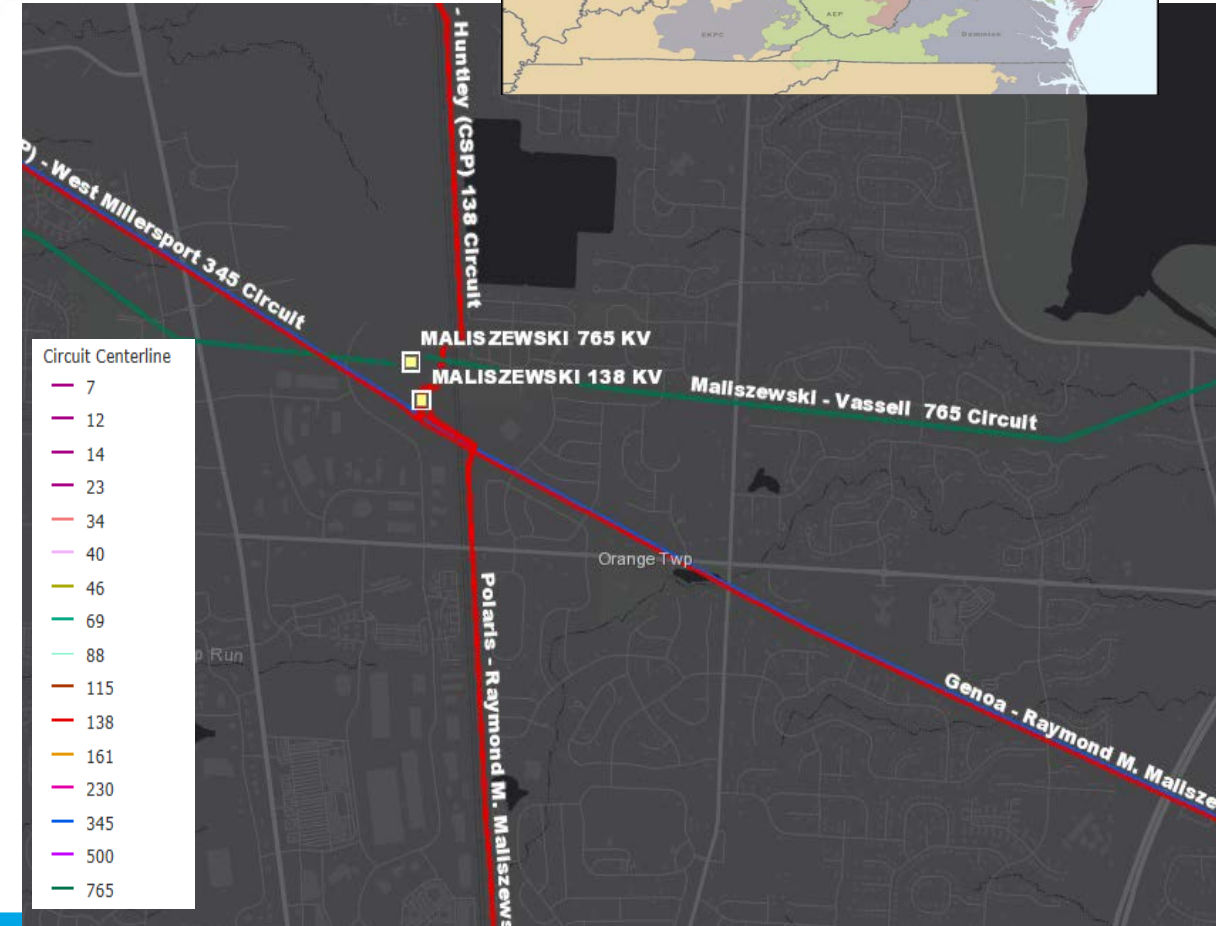 EKPC
AEP
Dominion
- Huntley (CSP) 138 Circuit
P) - West Millersport 345 Circuit
MALISZEWSKI 765 KV
MALISZEWSKI 138 KV
Maliszewski - Vassell 765 Circuit
Orange Twp
p Run
Polaris - Raymond M. Maliszews
Genoa - Raymond M. Malisze
Circuit Centerline
7
12
14
23
34
40
46
69
88
115
138
161
230
345
500
765